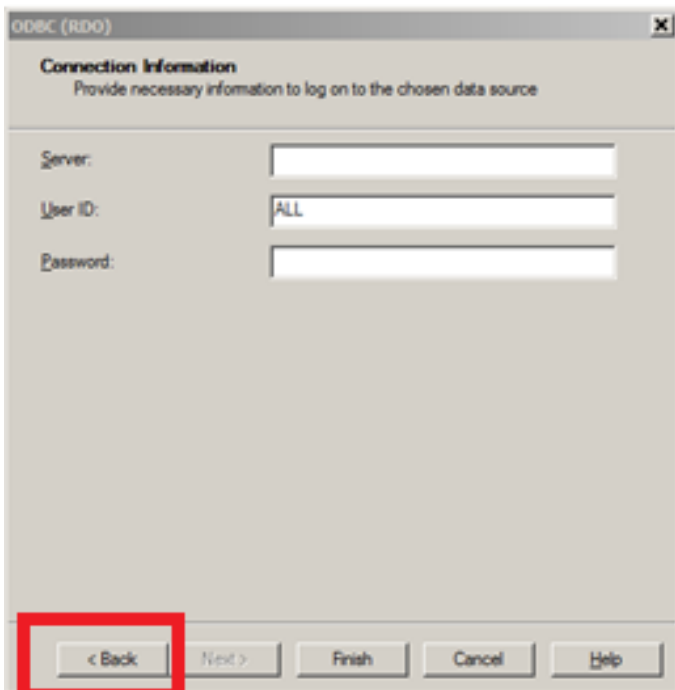 ODBC (RDO)
Connection Information
Provide necessary information to log on to the chosen data source
Server:
User ID: ALL
Password:
< Back Next > Finish Cancel Help